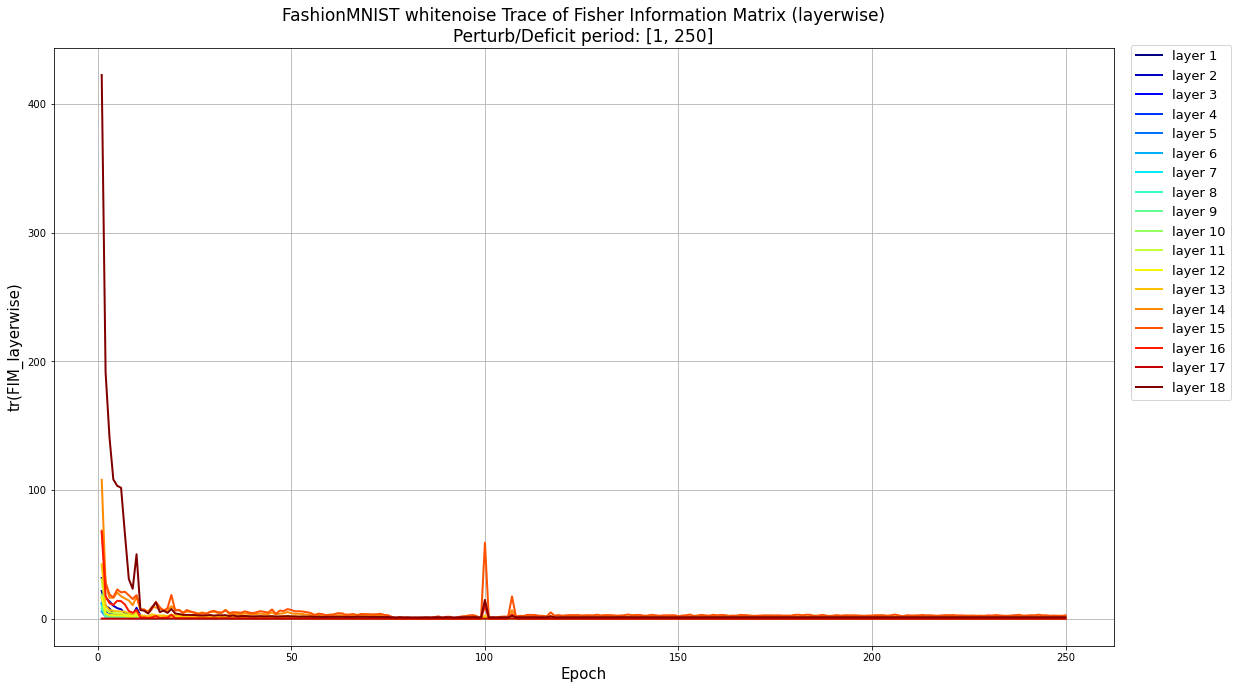 FashionMNIST whitenoise Trace of Fisher Information Matrix (layerwise)
Perturb/Deficit period: [1, 250]
tr(FIM_layerwise)
400
300
200
100
0
0
50
100
150
200
250
Epoch
layer 1
layer 2
layer 3
layer 4
layer 5
layer 6
layer 7
layer 8
layer 9
layer 10
layer 11
layer 12
layer 13
layer 14
layer 15
layer 16
layer 17
layer 18